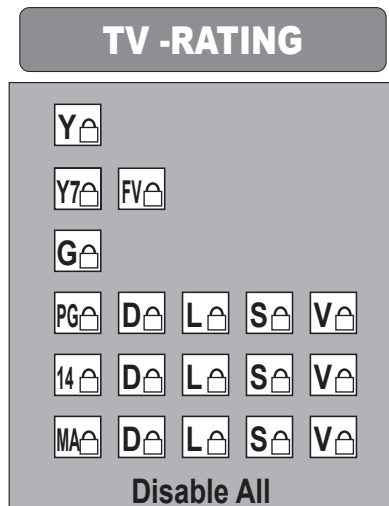 TV -RATING
Y
Y7 FV
G
PG D L S V
14 D L S V
MA D L S V
Disable All